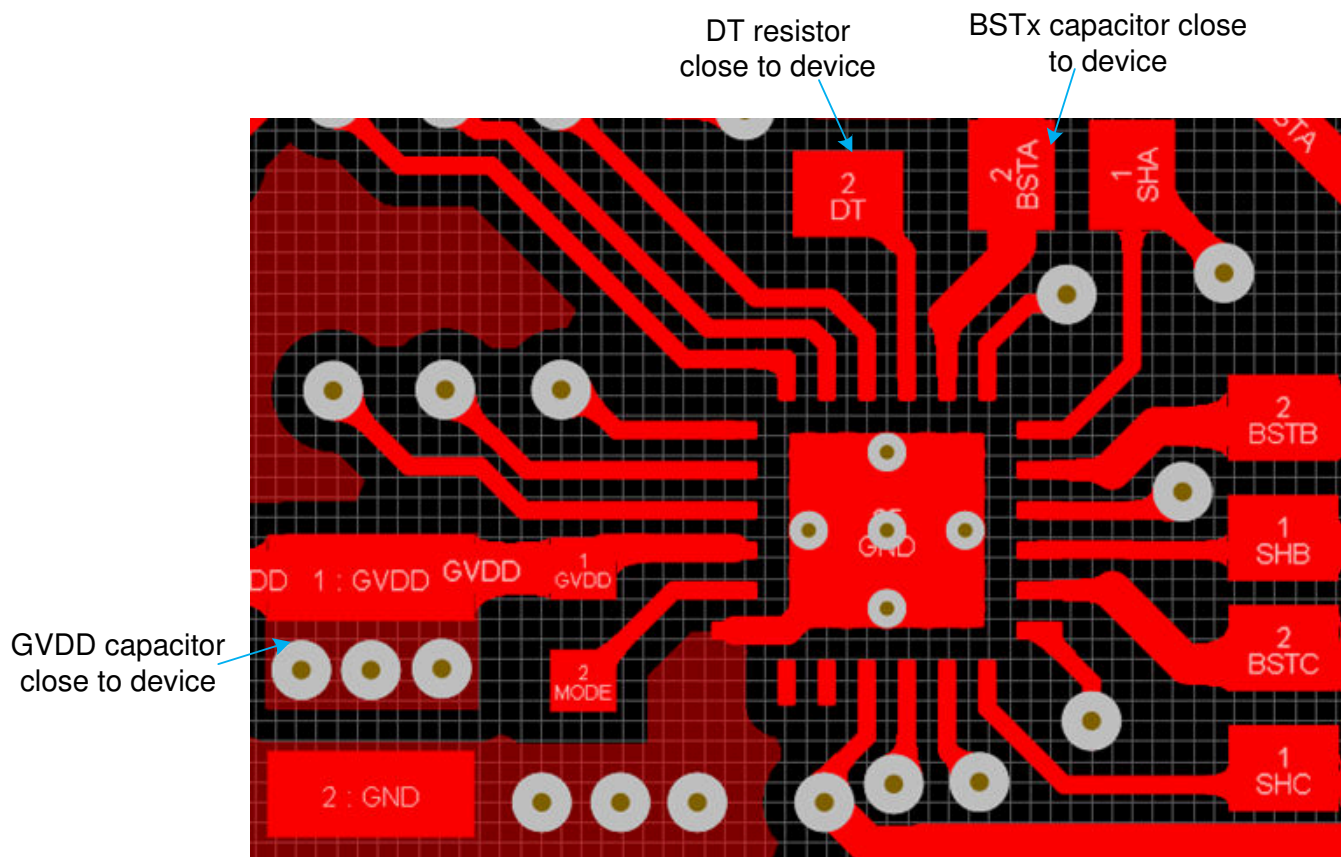 DT resistor
close to device
BSTx capacitor close
to device
2
DT
2
BSTA
1
SHA
STA
2
BSTB
GND
1
SHB
DD
1 : GVDD
GVDD
1
GVDD
GVDD capacitor
close to device
2
MODE
2
BSTC
2 : GND
1
SHC